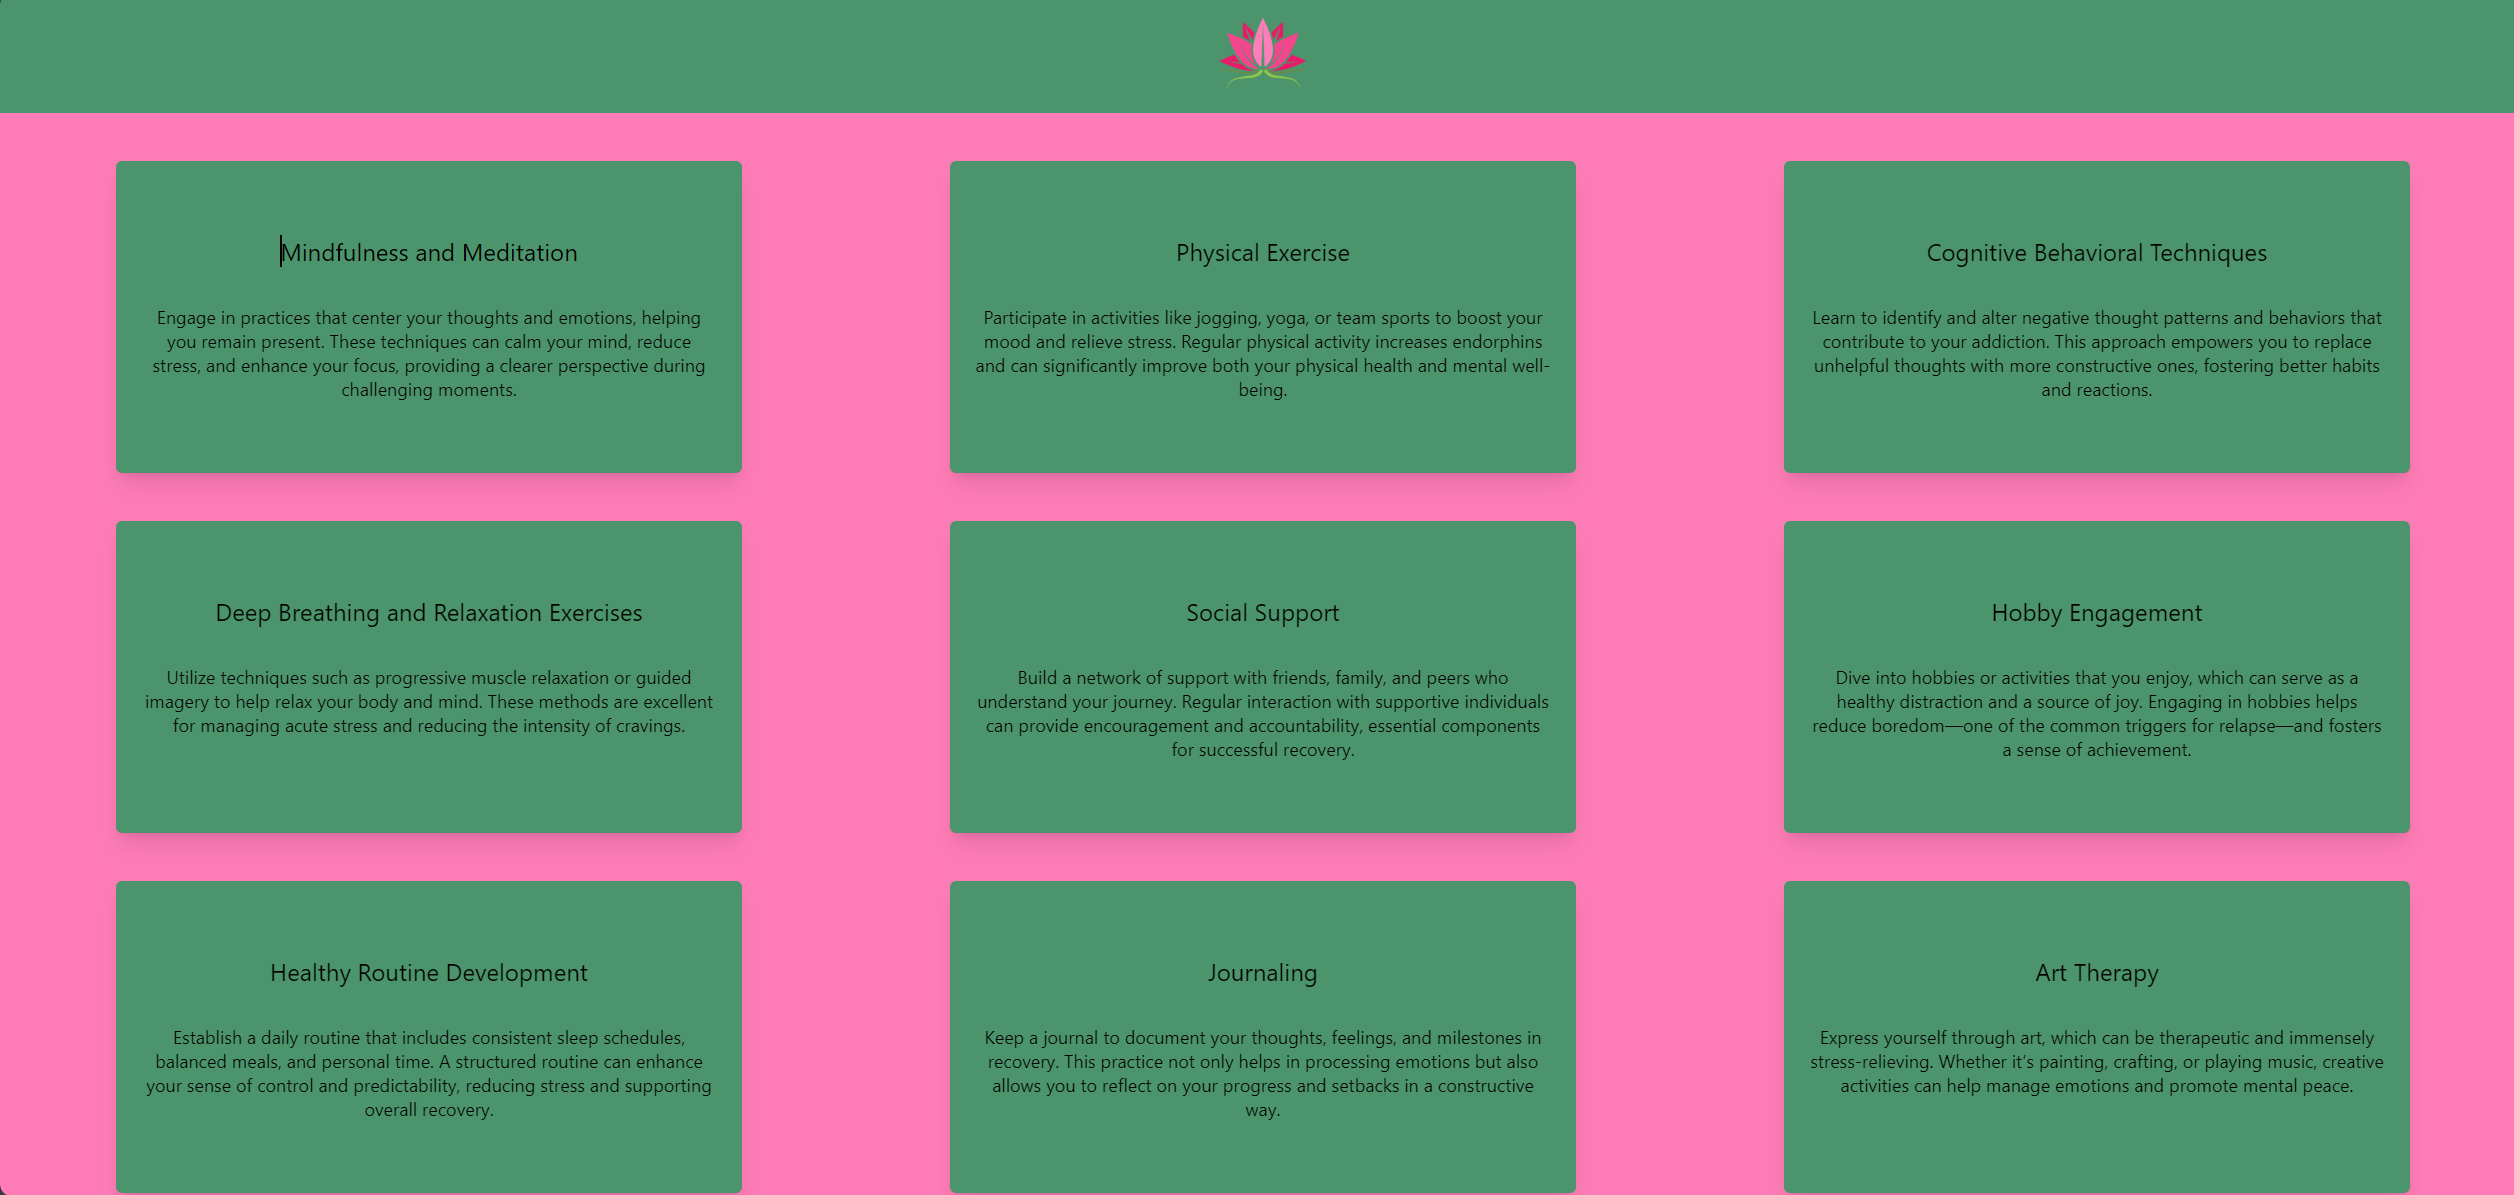 Mindfulness and Meditation
Engage in practices that center your thoughts and emotions, helping
you remain present. These techniques can calm your mind, reduce
stress, and enhance your focus, providing a clearer perspective during
challenging moments.
Physical Exercise
Participate in activities like jogging, yoga, or team sports to boost your
mood and relieve stress. Regular physical activity increases endorphins
and can significantly improve both your physical health and mental well-
being.
Cognitive Behavioral Techniques
Learn to identify and alter negative thought patterns and behaviors that
contribute to your addiction. This approach empowers you to replace
unhelpful thoughts with more constructive ones, fostering better habits
and reactions.
Deep Breathing and Relaxation Exercises
Utilize techniques such as progressive muscle relaxation or guided
imagery to help relax your body and mind. These methods are excellent
for managing acute stress and reducing the intensity of cravings.
Social Support
Build a network of support with friends, family, and peers who
understand your journey. Regular interaction with supportive individuals
can provide encouragement and accountability, essential components
for successful recovery.
Hobby Engagement
Dive into hobbies or activities that you enjoy, which can serve as a
healthy distraction and a source of joy. Engaging in hobbies helps
reduce boredom—one of the common triggers for relapse—and fosters
a sense of achievement.
Healthy Routine Development
Establish a daily routine that includes consistent sleep schedules,
balanced meals, and personal time. A structured routine can enhance
your sense of control and predictability, reducing stress and supporting
overall recovery.
Journaling
Keep a journal to document your thoughts, feelings, and milestones in
recovery. This practice not only helps in processing emotions but also
allows you to reflect on your progress and setbacks in a constructive
way.
Art Therapy
Express yourself through art, which can be therapeutic and immensely
stress-relieving. Whether it’s painting, crafting, or playing music, creative
activities can help manage emotions and promote mental peace.